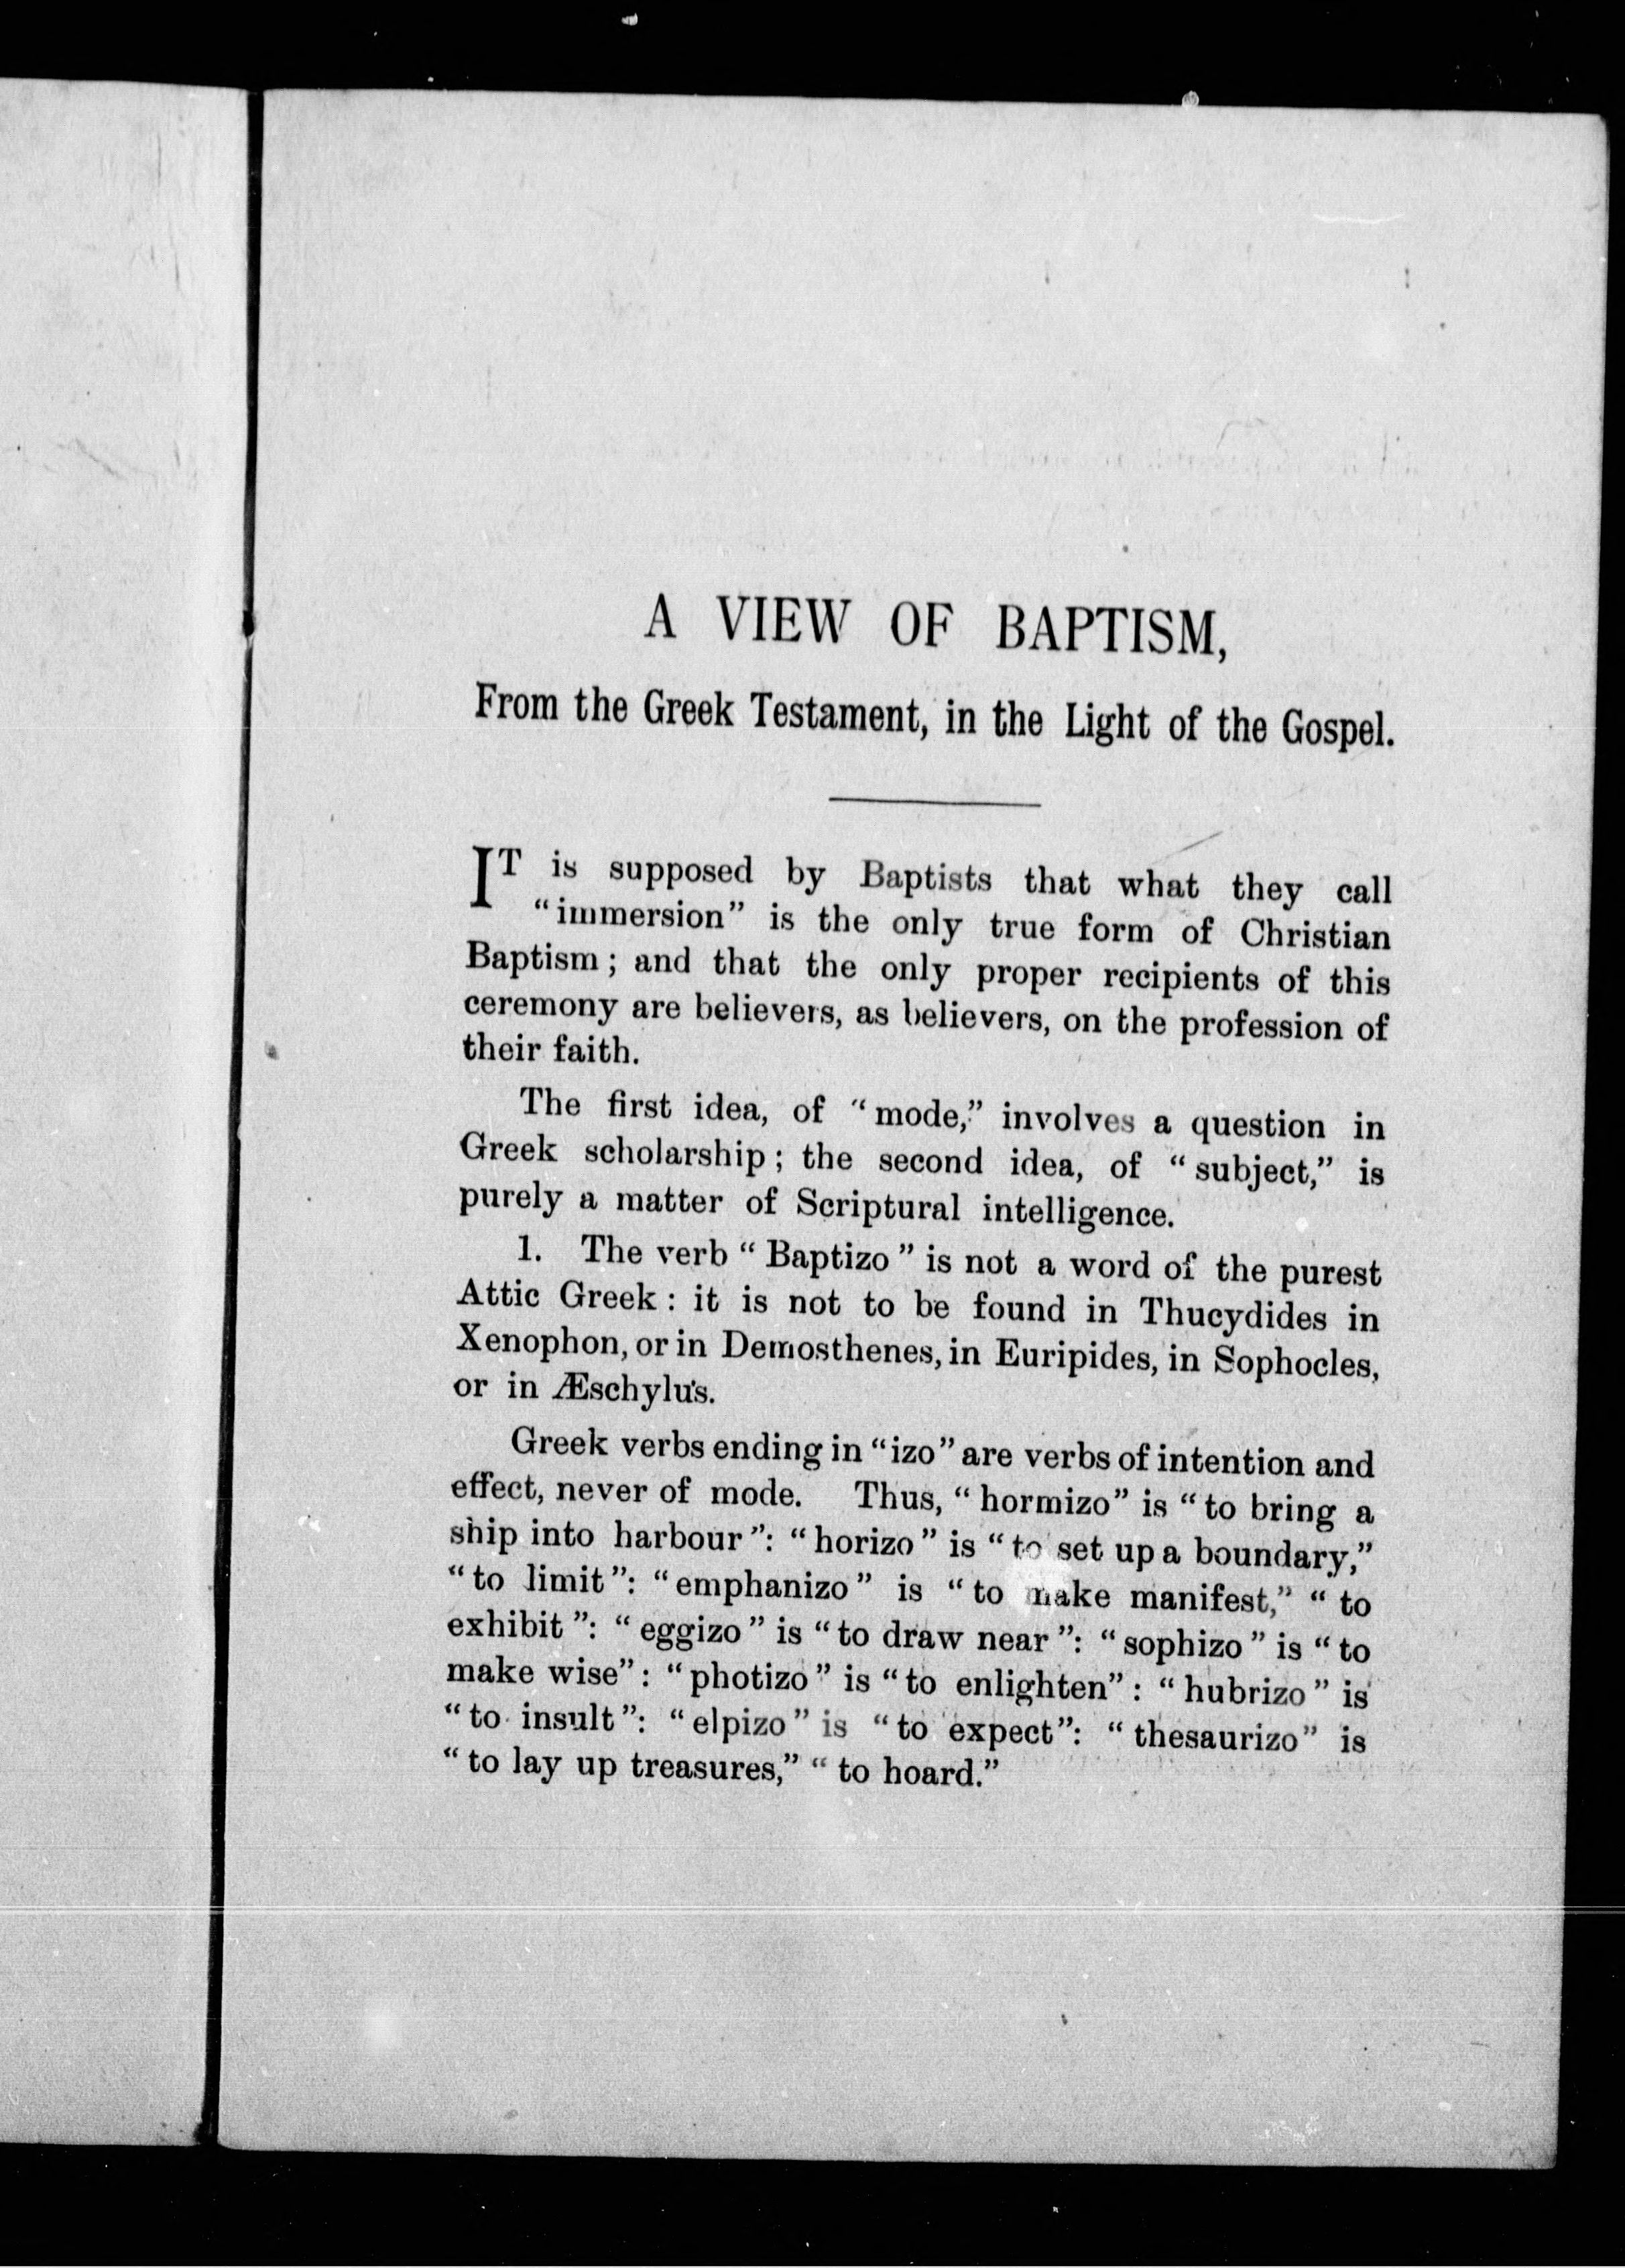 A VIEW OF BAPTISM,
From the Greek Testament, in the Light of the Gospel.
IT is supposed by Baptists that what they call
“immersion” is the only true form of Christian
Baptism; and that the only proper recipients of this
ceremony are believers, as believers, on the profession of
their faith.
The first idea, of “mode,” involves a question in
Greek scholarship; the second idea, of “subject,” is
purely a matter of Scriptural intelligence.
1. The verb “Baptizo” is not a word of the purest
Attic Greek: it is not to be found in Thucydides in
Xenophon, or in Demosthenes, in Euripides, in Sophocles,
or in Æschylus.
Greek verbs ending in “izo” are verbs of intention and
effect, never of mode. Thus, “hormizo” is “to bring a
ship into harbour”: “horizo” is “to set up a boundary,”
“to limit”: “emphanizo” is “to make manifest,” “to
exhibit”: “eggizo” is “to draw near”: “sophizo” is “to
make wise”: “photizo” is “to enlighten”: “hubrizo” is
“to insult”: “elpizo” is “to expect”: “thesaurizo” is
“to lay up treasures,” “to hoard.”